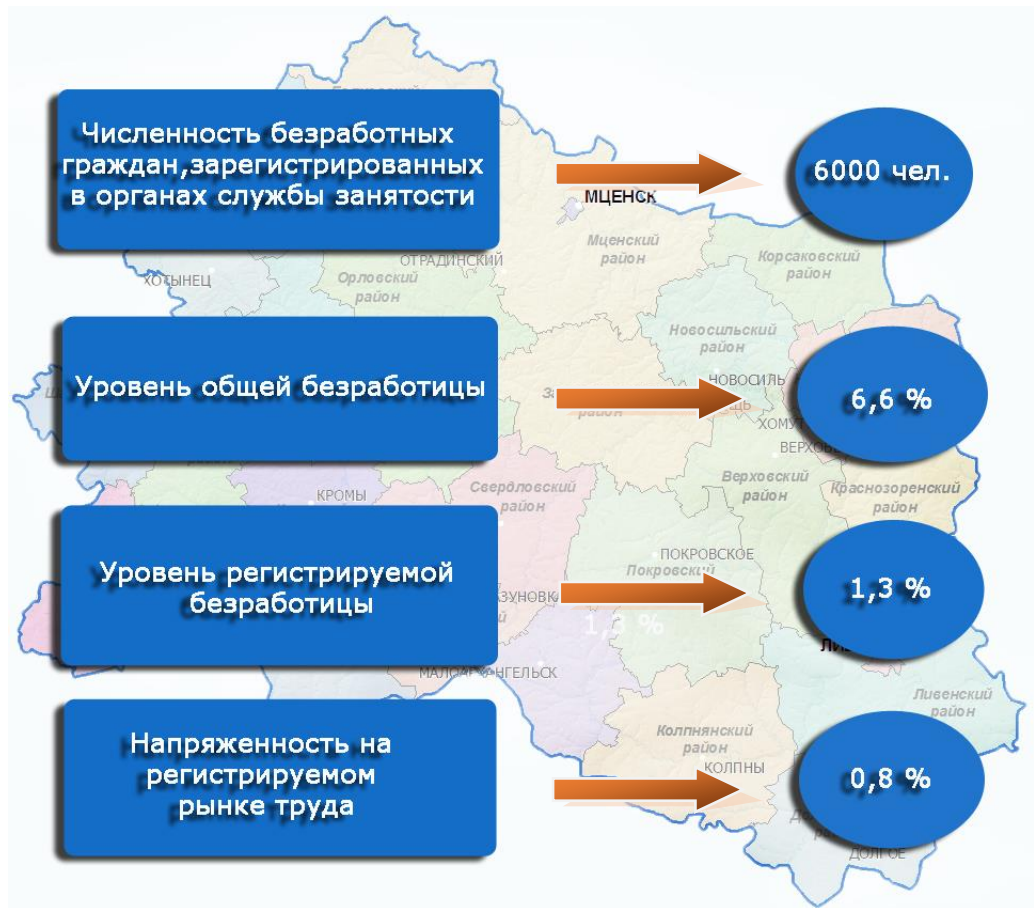 Численность безработных
граждан,зарегистрированных
в органах службы занятости
6000 чел.
МЦЕНСК
Мценский
район
Корсаковский
район
ОТРАДИНСКИЙ
ХОТЫНЕЦ
Орловский
район
Новосильский
район
Уровень общей безработицы
НОВОСИЛЬ
6,6 %
район
Верховский
район
Свердловский
район
Краснозоренский
район
КРОМЫ
ПОКРОВСКОЕ
Покровский
Уровень регистрируемой
безработицы
1,3 %
1,3 %
МАЛОАРХАНГЕЛЬСК
Ливенский
район
Колпнянский
район
КОЛПНЫ
Напряженность на
регистрируемом
рынке труда
0,8 %
ДОЛГОЕ